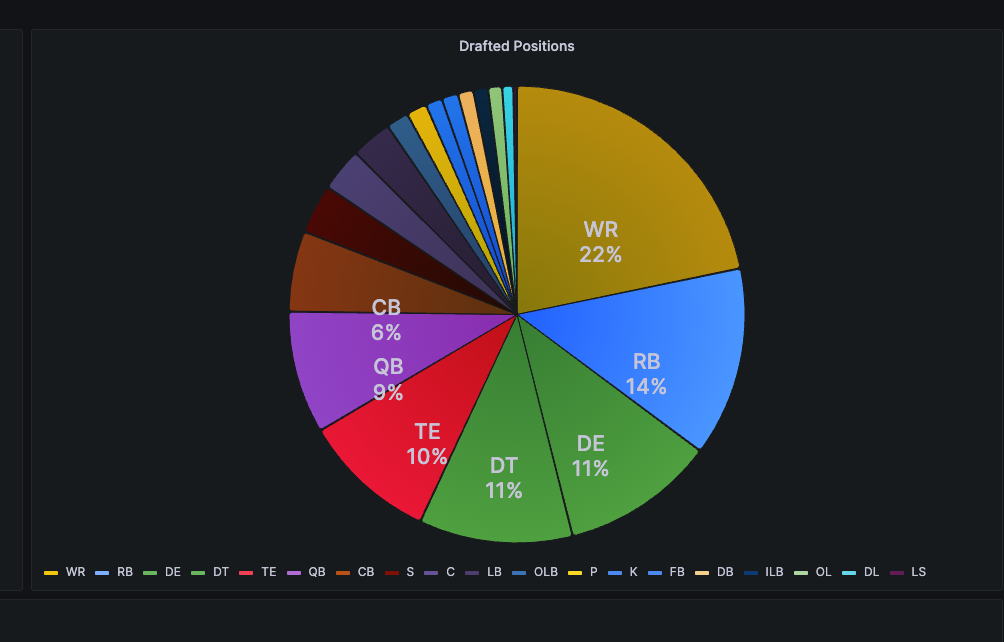 Drafted Positions
WR
22%
RB
14%
DE
11%
DT
11%
TE
10%
QB
9%
CB
6%
WR RB DE DT TE QB CB S C LB OLB P K FB DB ILB OL DL LS